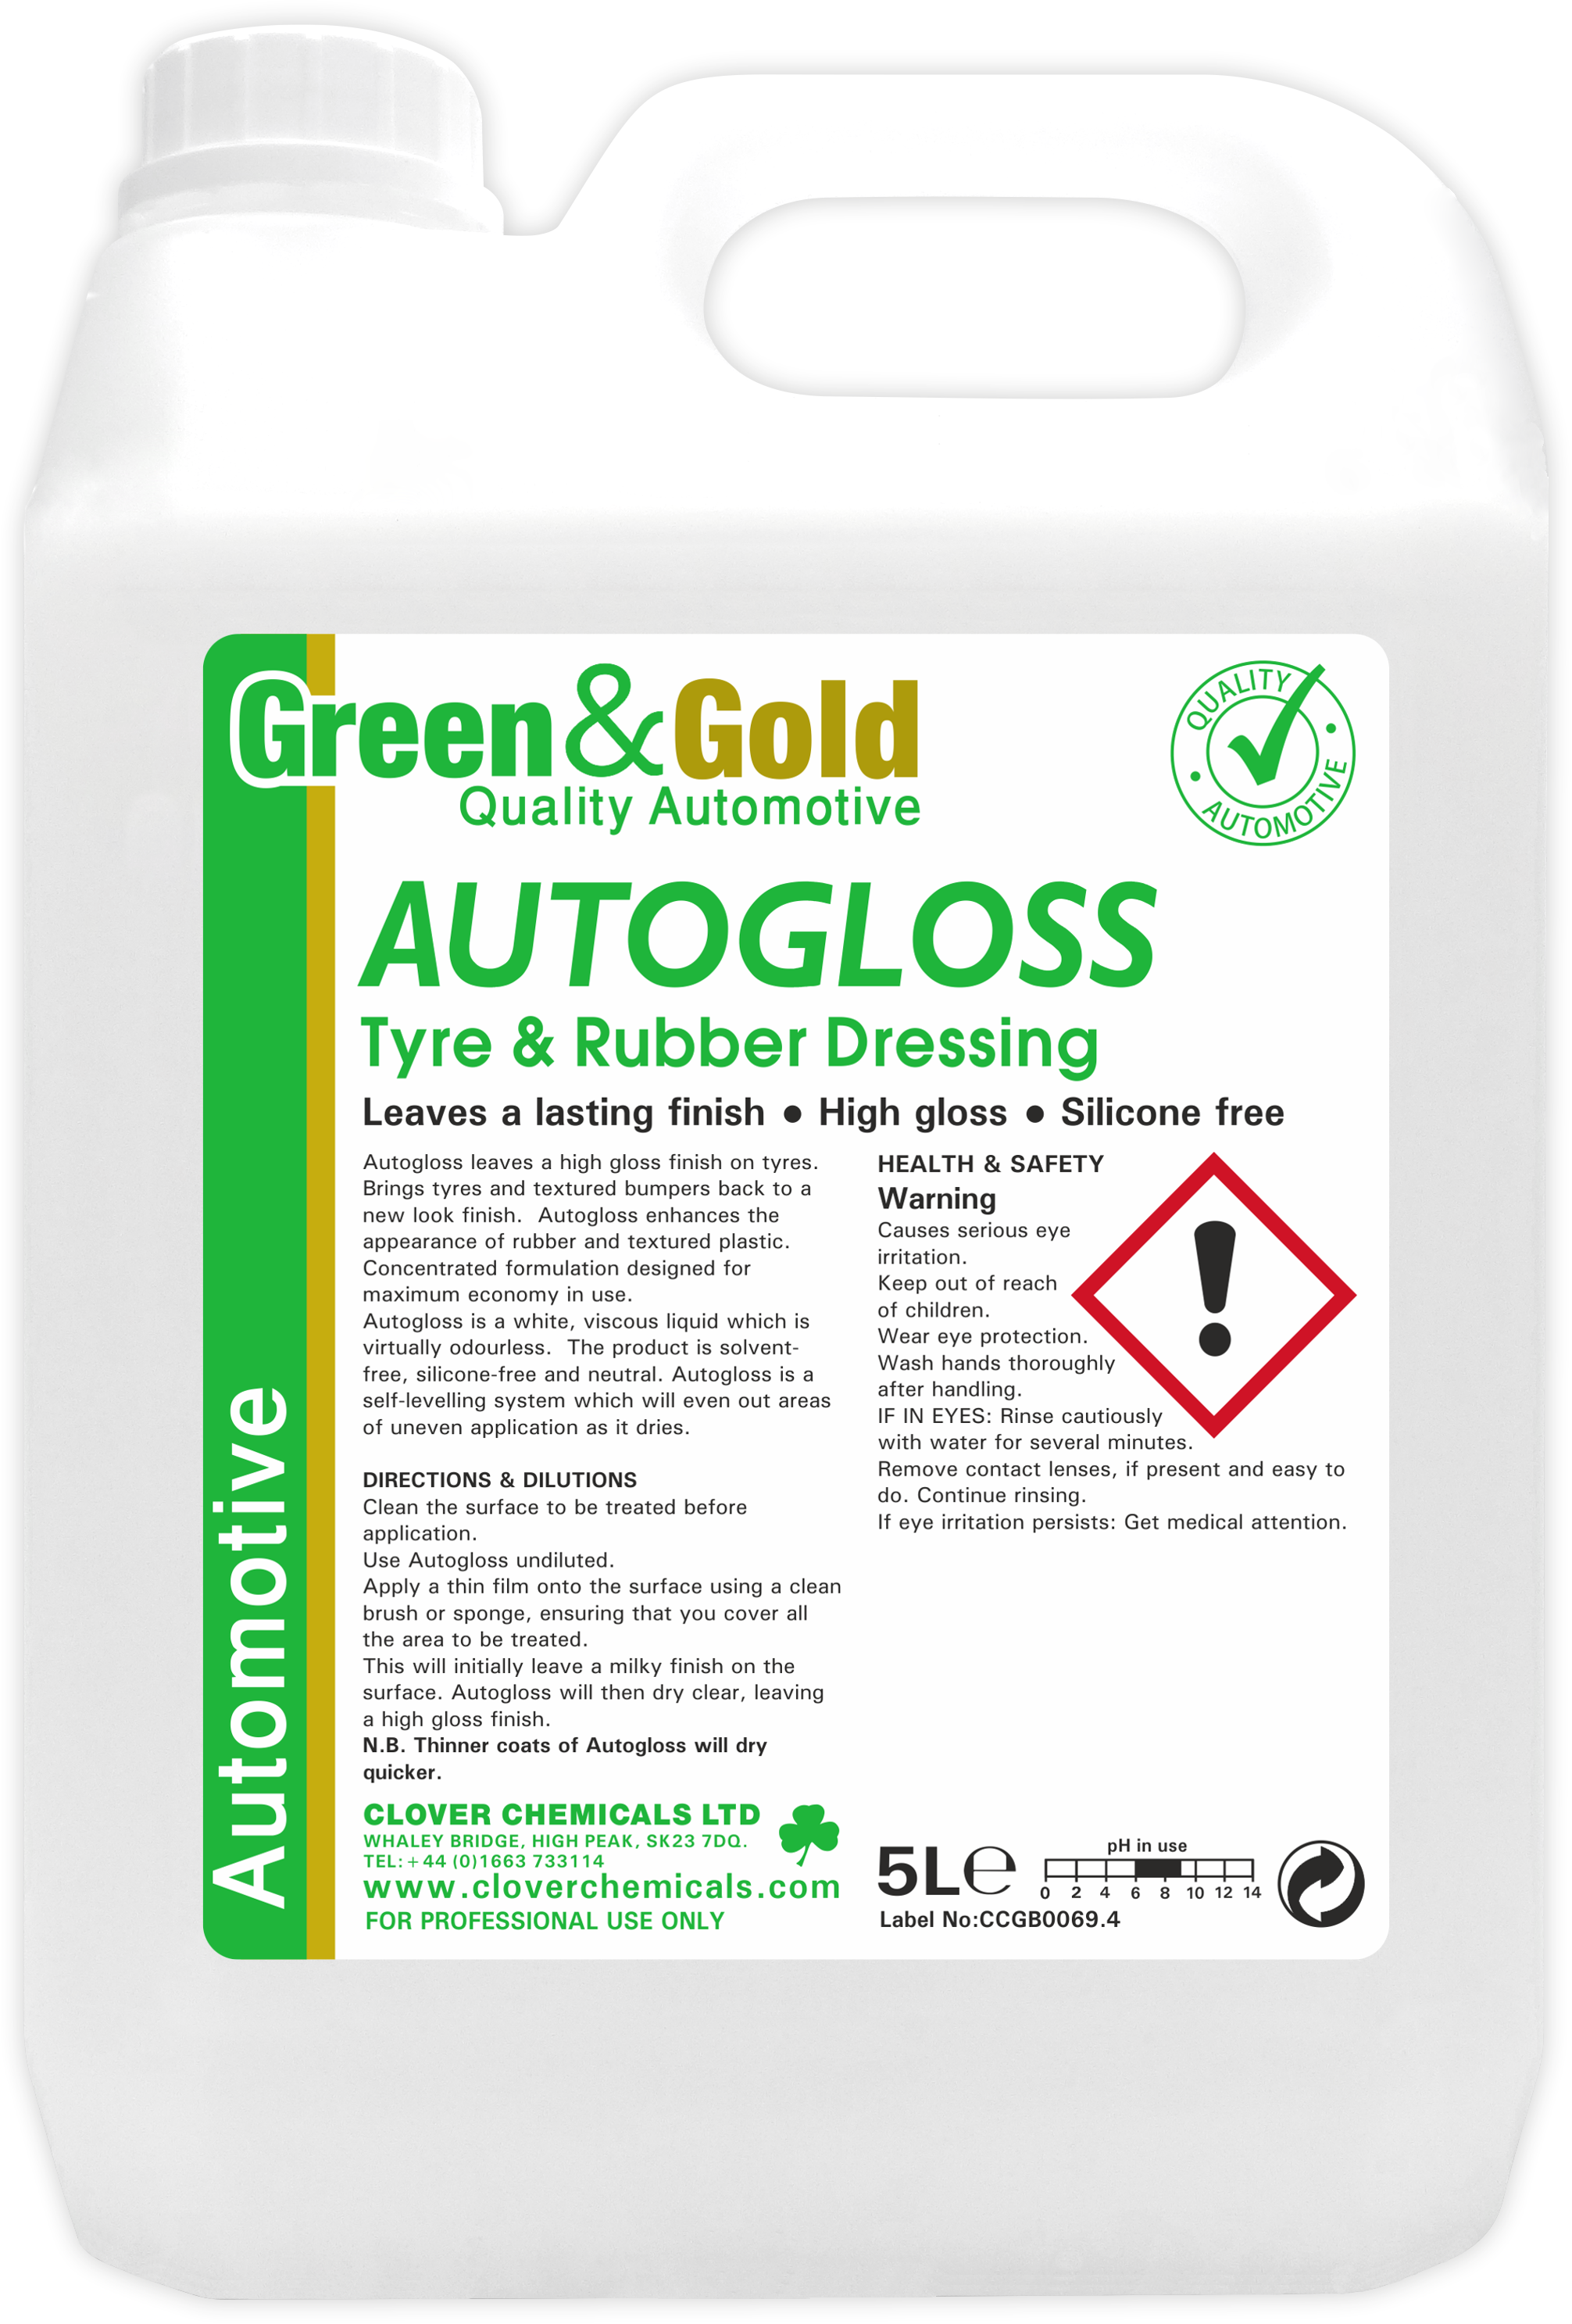 Green&Gold
Quality Automotive
QUALITY
AUTOMOTIVE
AUTOGLOSS
Tyre & Rubber Dressing
Leaves a lasting finish ● High gloss ● Silicone free
Autogloss leaves a high gloss finish on tyres.
Brings tyres and textured bumpers back to a
new look finish.  Autogloss enhances the
appearance of rubber and textured plastic.
Concentrated formulation designed for
maximum economy in use.
Autogloss is a white, viscous liquid which is
virtually odourless.  The product is solvent-
free, silicone-free and neutral. Autogloss is a
self-levelling system which will even out areas
of uneven application as it dries.
DIRECTIONS & DILUTIONS
Clean the surface to be treated before
application.
Use Autogloss undiluted.
Apply a thin film onto the surface using a clean
brush or sponge, ensuring that you cover all
the area to be treated.
This will initially leave a milky finish on the
surface. Autogloss will then dry clear, leaving
a high gloss finish.
N.B. Thinner coats of Autogloss will dry
quicker.
HEALTH & SAFETY
Warning
Causes serious eye
irritation.
Keep out of reach
of children.
Wear eye protection.
Wash hands thoroughly
after handling.
IF IN EYES: Rinse cautiously
with water for several minutes.
Remove contact lenses, if present and easy to
do. Continue rinsing.
If eye irritation persists: Get medical attention.
Automotive
CLOVER CHEMICALS LTD
WHALEY BRIDGE, HIGH PEAK, SK23 7DQ.
TEL:+44 (0)1663 733114
www.cloverchemicals.com
FOR PROFESSIONAL USE ONLY
5L℮
pH in use
0 2 4 6 8 10 12 14
Label No:CCGB0069.4